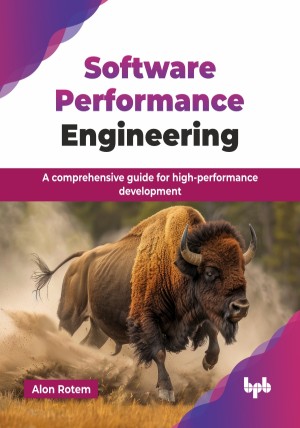 Software
Performance
Engineering
A comprehensive guide for high-performance
development
Alon Rotem
bpb